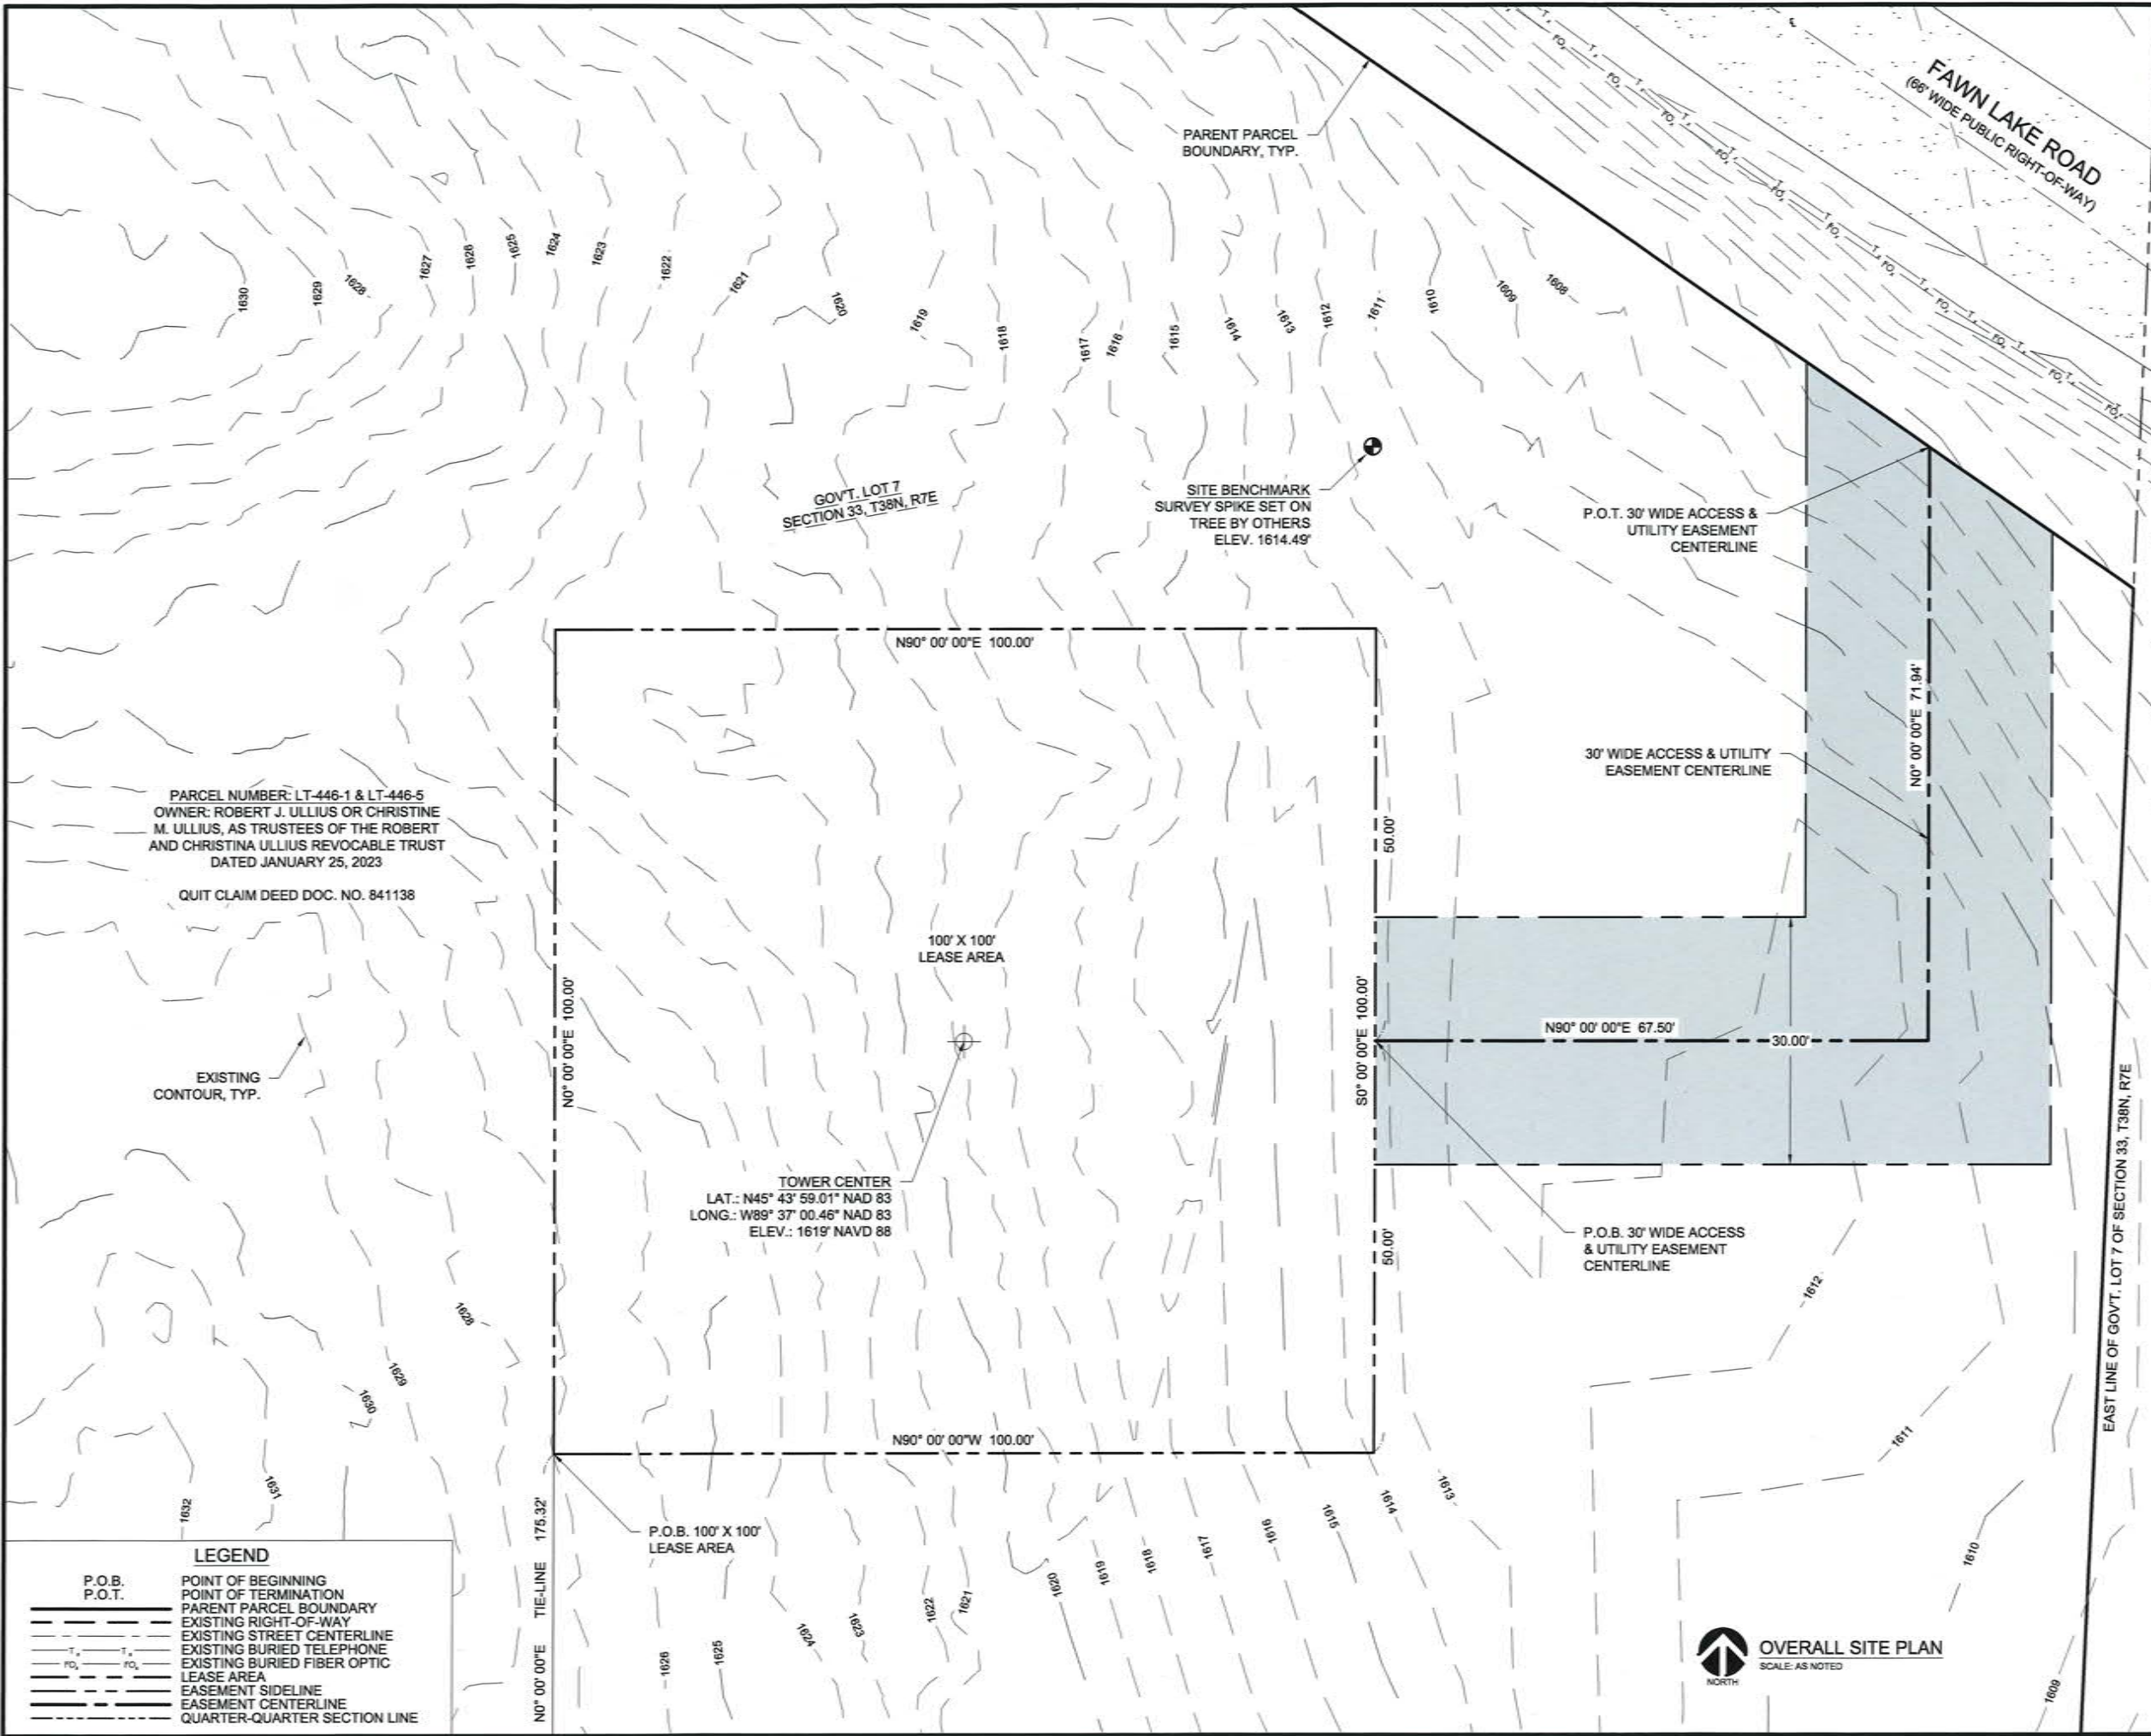 FAWN LAKE ROAD
(66' WIDE PUBLIC RIGHT-OF-WAY)
PARENT PARCEL
BOUNDARY, TYP.
1630
1629
1628
1627
1626
1625
1624
1623
1622
1621
1620
1619
1618
1617
1616
1615
1614
1613
1612
1611
1610
1609
1608
GOV'T. LOT 7
SECTION 33, T38N, R7E
SITE BENCHMARK
SURVEY SPIKE SET ON
TREE BY OTHERS
ELEV. 1614.49'
P.O.T. 30' WIDE ACCESS &
UTILITY EASEMENT
CENTERLINE
N90° 00' 00"E 100.00'
N0° 00' 00"E 71.94'
30' WIDE ACCESS & UTILITY
EASEMENT CENTERLINE
PARCEL NUMBER: LT-446-1 & LT-446-5
OWNER: ROBERT J. ULLIUS OR CHRISTINE
M. ULLIUS, AS TRUSTEES OF THE ROBERT
AND CHRISTINA ULLIUS REVOCABLE TRUST
DATED JANUARY 25, 2023
QUIT CLAIM DEED DOC. NO. 841138
50.00'
100' X 100'
LEASE AREA
N0° 00' 00"E 100.00'
S0° 00' 00"E 100.00'
N90° 00' 00"E 67.50'
30.00'
EXISTING
CONTOUR, TYP.
TOWER CENTER
LAT.: N45° 43' 59.01" NAD 83
LONG.: W89° 37' 00.46" NAD 83
ELEV.: 1619' NAVD 88
50.00'
P.O.B. 30' WIDE ACCESS
& UTILITY EASEMENT
CENTERLINE
EAST LINE OF GOV'T. LOT 7 OF SECTION 33, T38N, R7E
1628
1629
1630
1631
1632
1612
1611
1610
1609
N90° 00' 00"W 100.00'
P.O.B. 100' X 100'
LEASE AREA
N0° 00' 00"E TIE-LINE 175.32'
1626
1625
1624
1623
1622
1621
1620
1619
1618
1617
1616
1615
1614
1613
LEGEND
P.O.B. POINT OF BEGINNING
P.O.T. POINT OF TERMINATION
PARENT PARCEL BOUNDARY
EXISTING RIGHT-OF-WAY
EXISTING STREET CENTERLINE
T T EXISTING BURIED TELEPHONE
FO FO EXISTING BURIED FIBER OPTIC
LEASE AREA
EASEMENT SIDELINE
EASEMENT CENTERLINE
QUARTER-QUARTER SECTION LINE
NORTH
OVERALL SITE PLAN
SCALE: AS NOTED